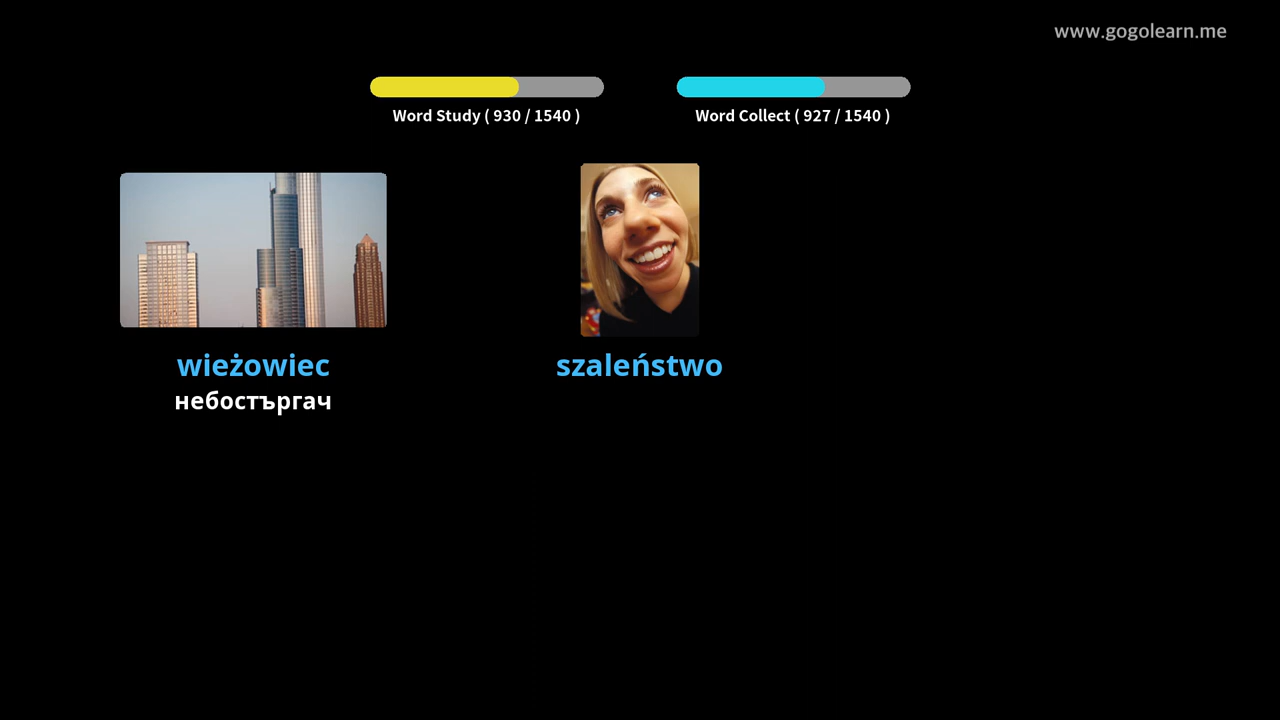 www.gogolearn.me
Word Study ( 930 / 1540 )
Word Collect ( 927 / 1540 )
wieżowiec
небостъргач
szaleństwo